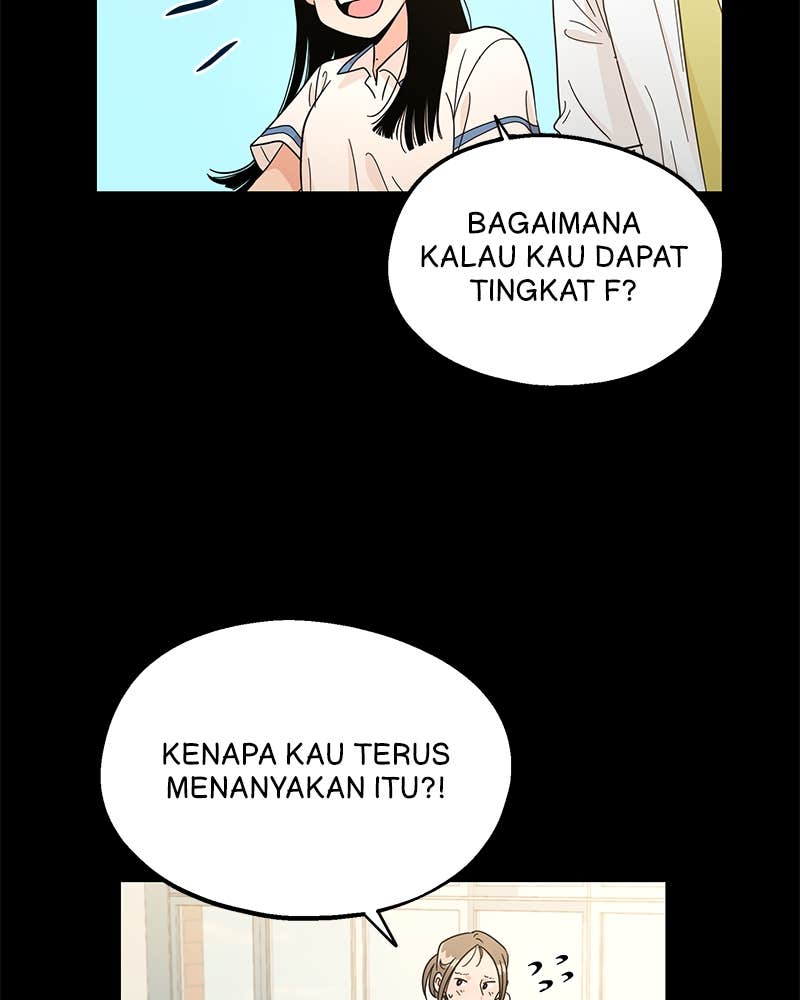 BAGAIMANA
KALAU KAU DAPAT
TINGKAT F?
KENAPA KAU TERUS
MENANYAKAN ITU?!